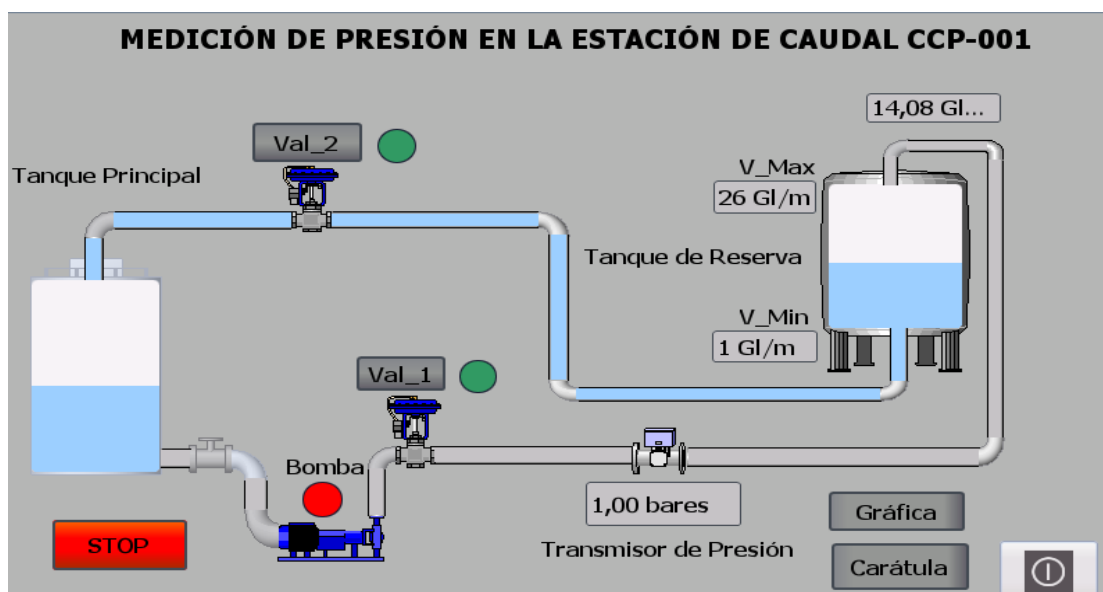 MEDICIÓN DE PRESIÓN EN LA ESTACIÓN DE CAUDAL CCP-001
14,08 Gl...
Val_2
V_Max
Tanque Principal
26 Gl/m
Tanque de Reserva
V_Min
1 Gl/m
Val_1
Bomba
1,00 bares
Gráfica
STOP
Transmisor de Presión
Carátula